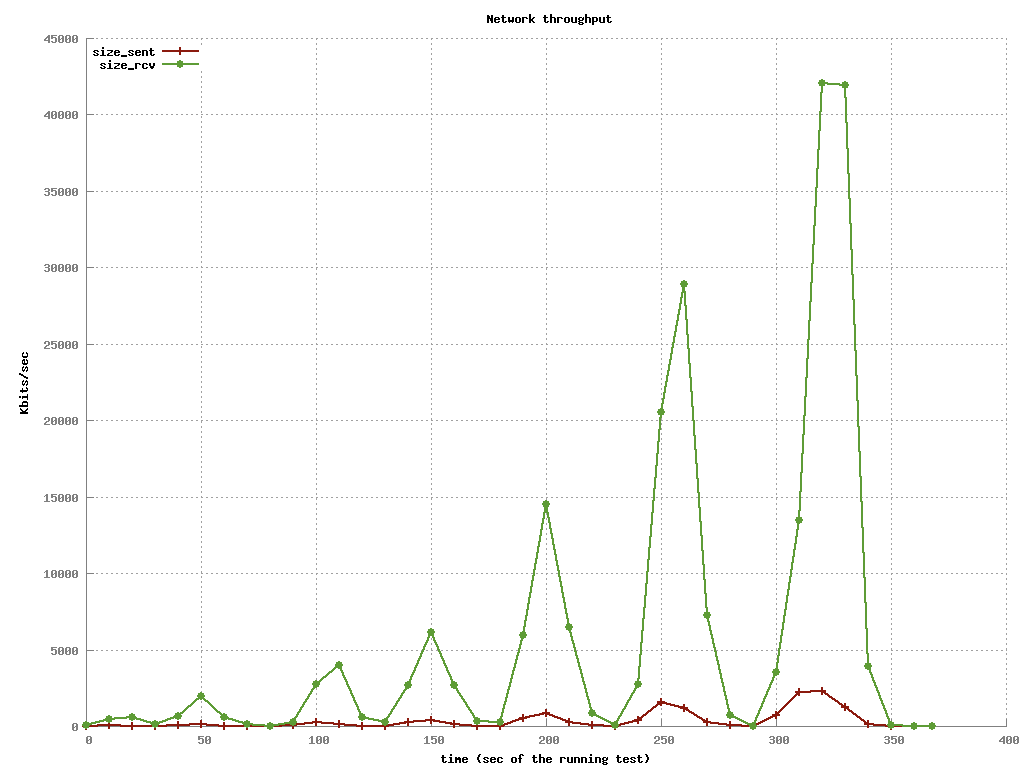 Network throughput
45000
size_sent
size_rcv
40000
35000
30000
25000
Kbits/sec
20000
15000
10000
5000
0
0 50 100 150 200 250 300 350 400
time (sec of the running test)